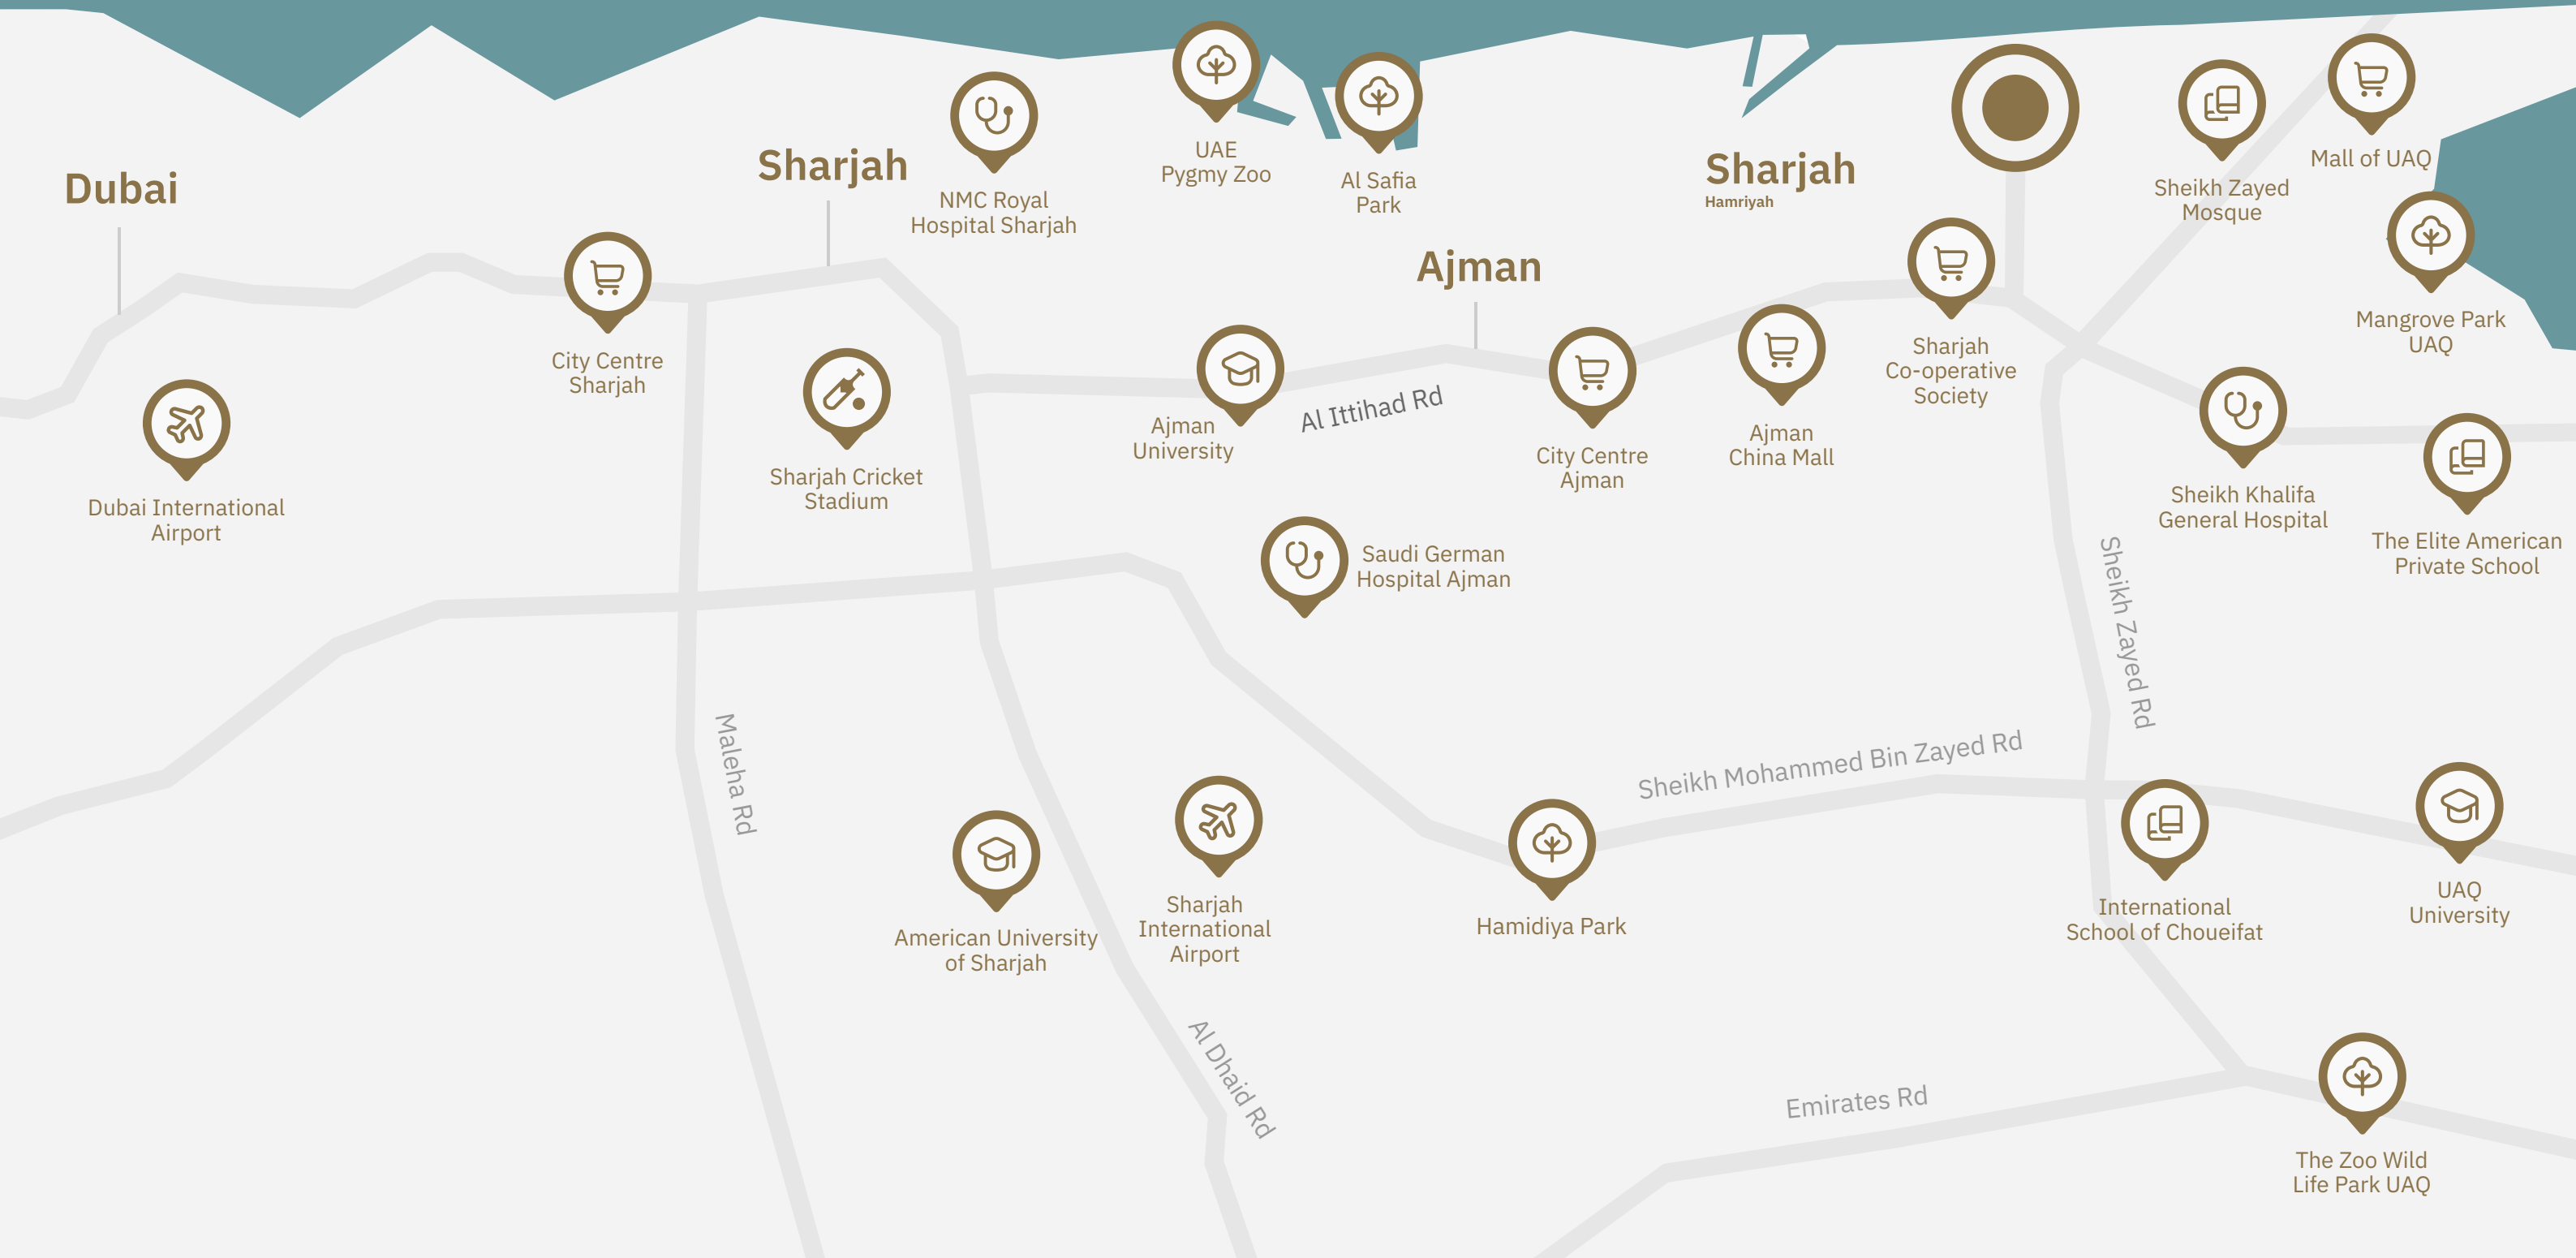 Dubai
Sharjah
NMC Royal
Hospital Sharjah
UAE
Pygmy Zoo
Al Safia
Park
Sharjah
Hamriyah
Sheikh Zayed
Mosque
Mall of UAQ
Ajman
Mangrove Park
UAQ
City Centre
Sharjah
Sharjah
Co-operative
Society
Al Ittihad Rd
Ajman
University
Ajman
China Mall
City Centre
Ajman
Sharjah Cricket
Stadium
Dubai International
Airport
Sheikh Khalifa
General Hospital
The Elite American
Private School
Saudi German
Hospital Ajman
Sheikh Zayed Rd
Maleha Rd
Sheikh Mohammed Bin Zayed Rd
American University
of Sharjah
Sharjah
International
Airport
Hamidiya Park
International
School of Choueifat
UAQ
University
Al Dhaid Rd
Emirates Rd
The Zoo Wild
Life Park UAQ